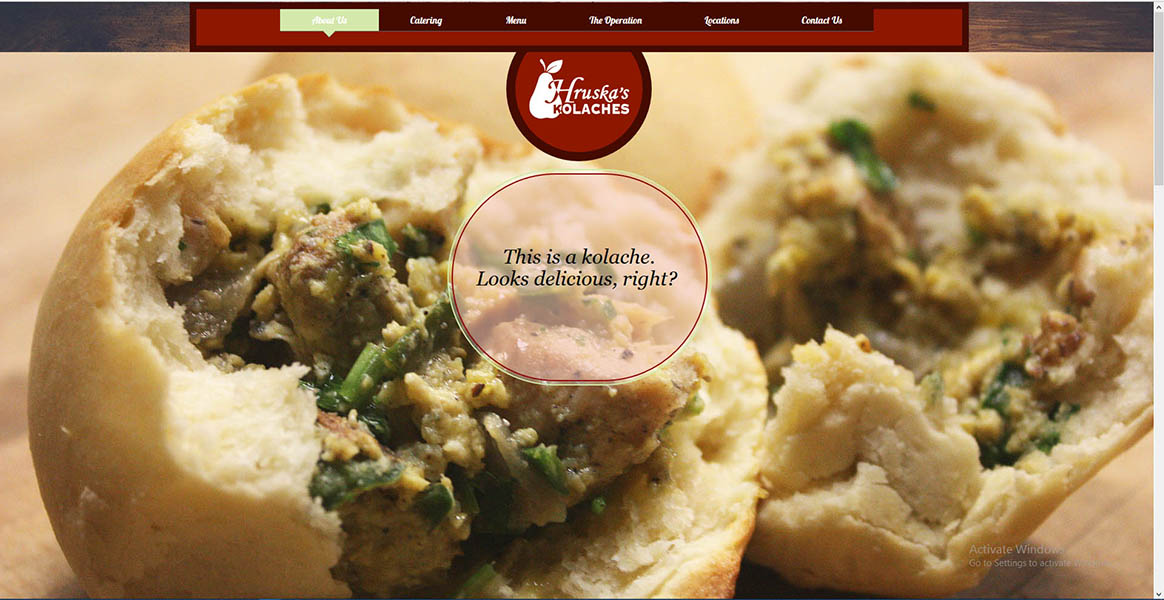 About Us Catering Menu The Operation Locations Contact Us
Hruska's
KOLACHES
This is a kolache.
Looks delicious, right?
Activate Windows
Go to Settings to activate Windows.